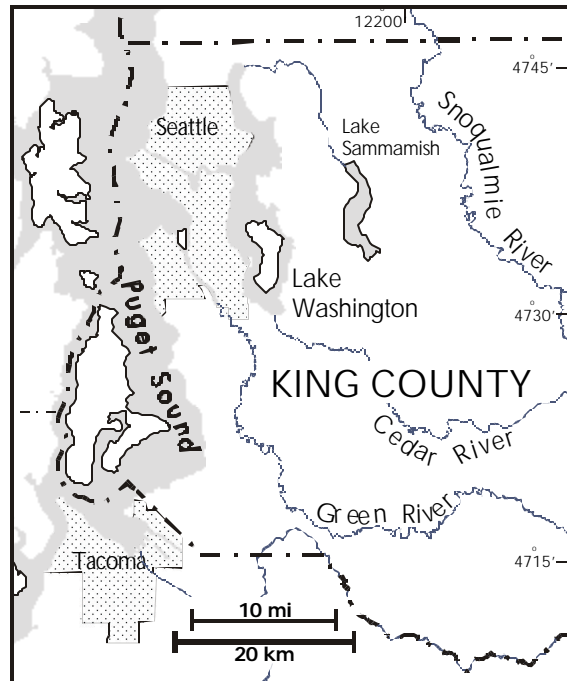 12200
4745'
Snoqualmie River
Seattle
Lake
Sammamish
Lake
Washington
4730'
Puget Sound
KING COUNTY
Cedar River
Green River
Tacoma
4715'
10 mi
20 km